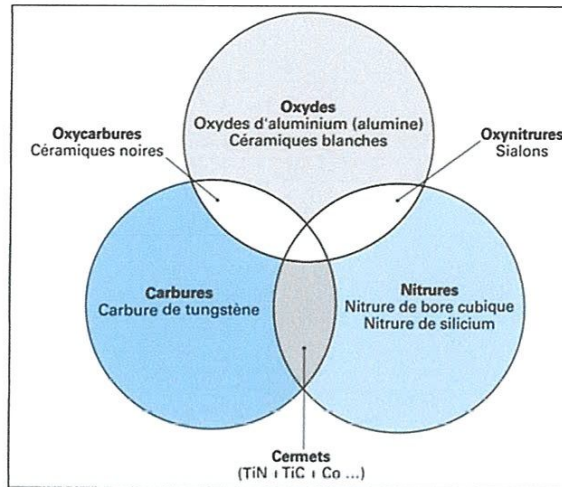 Oxydes
Oxydes d'aluminium (alumine)
Céramiques blanches
Oxycarbures
Céramiques noires
Oxynitrures
Sialons
Carbures
Carbure de tungstène
Nitrures
Nitrure de bore cubique
Nitrure de silicium
Cermets
(TiN + TiC + Co ...)